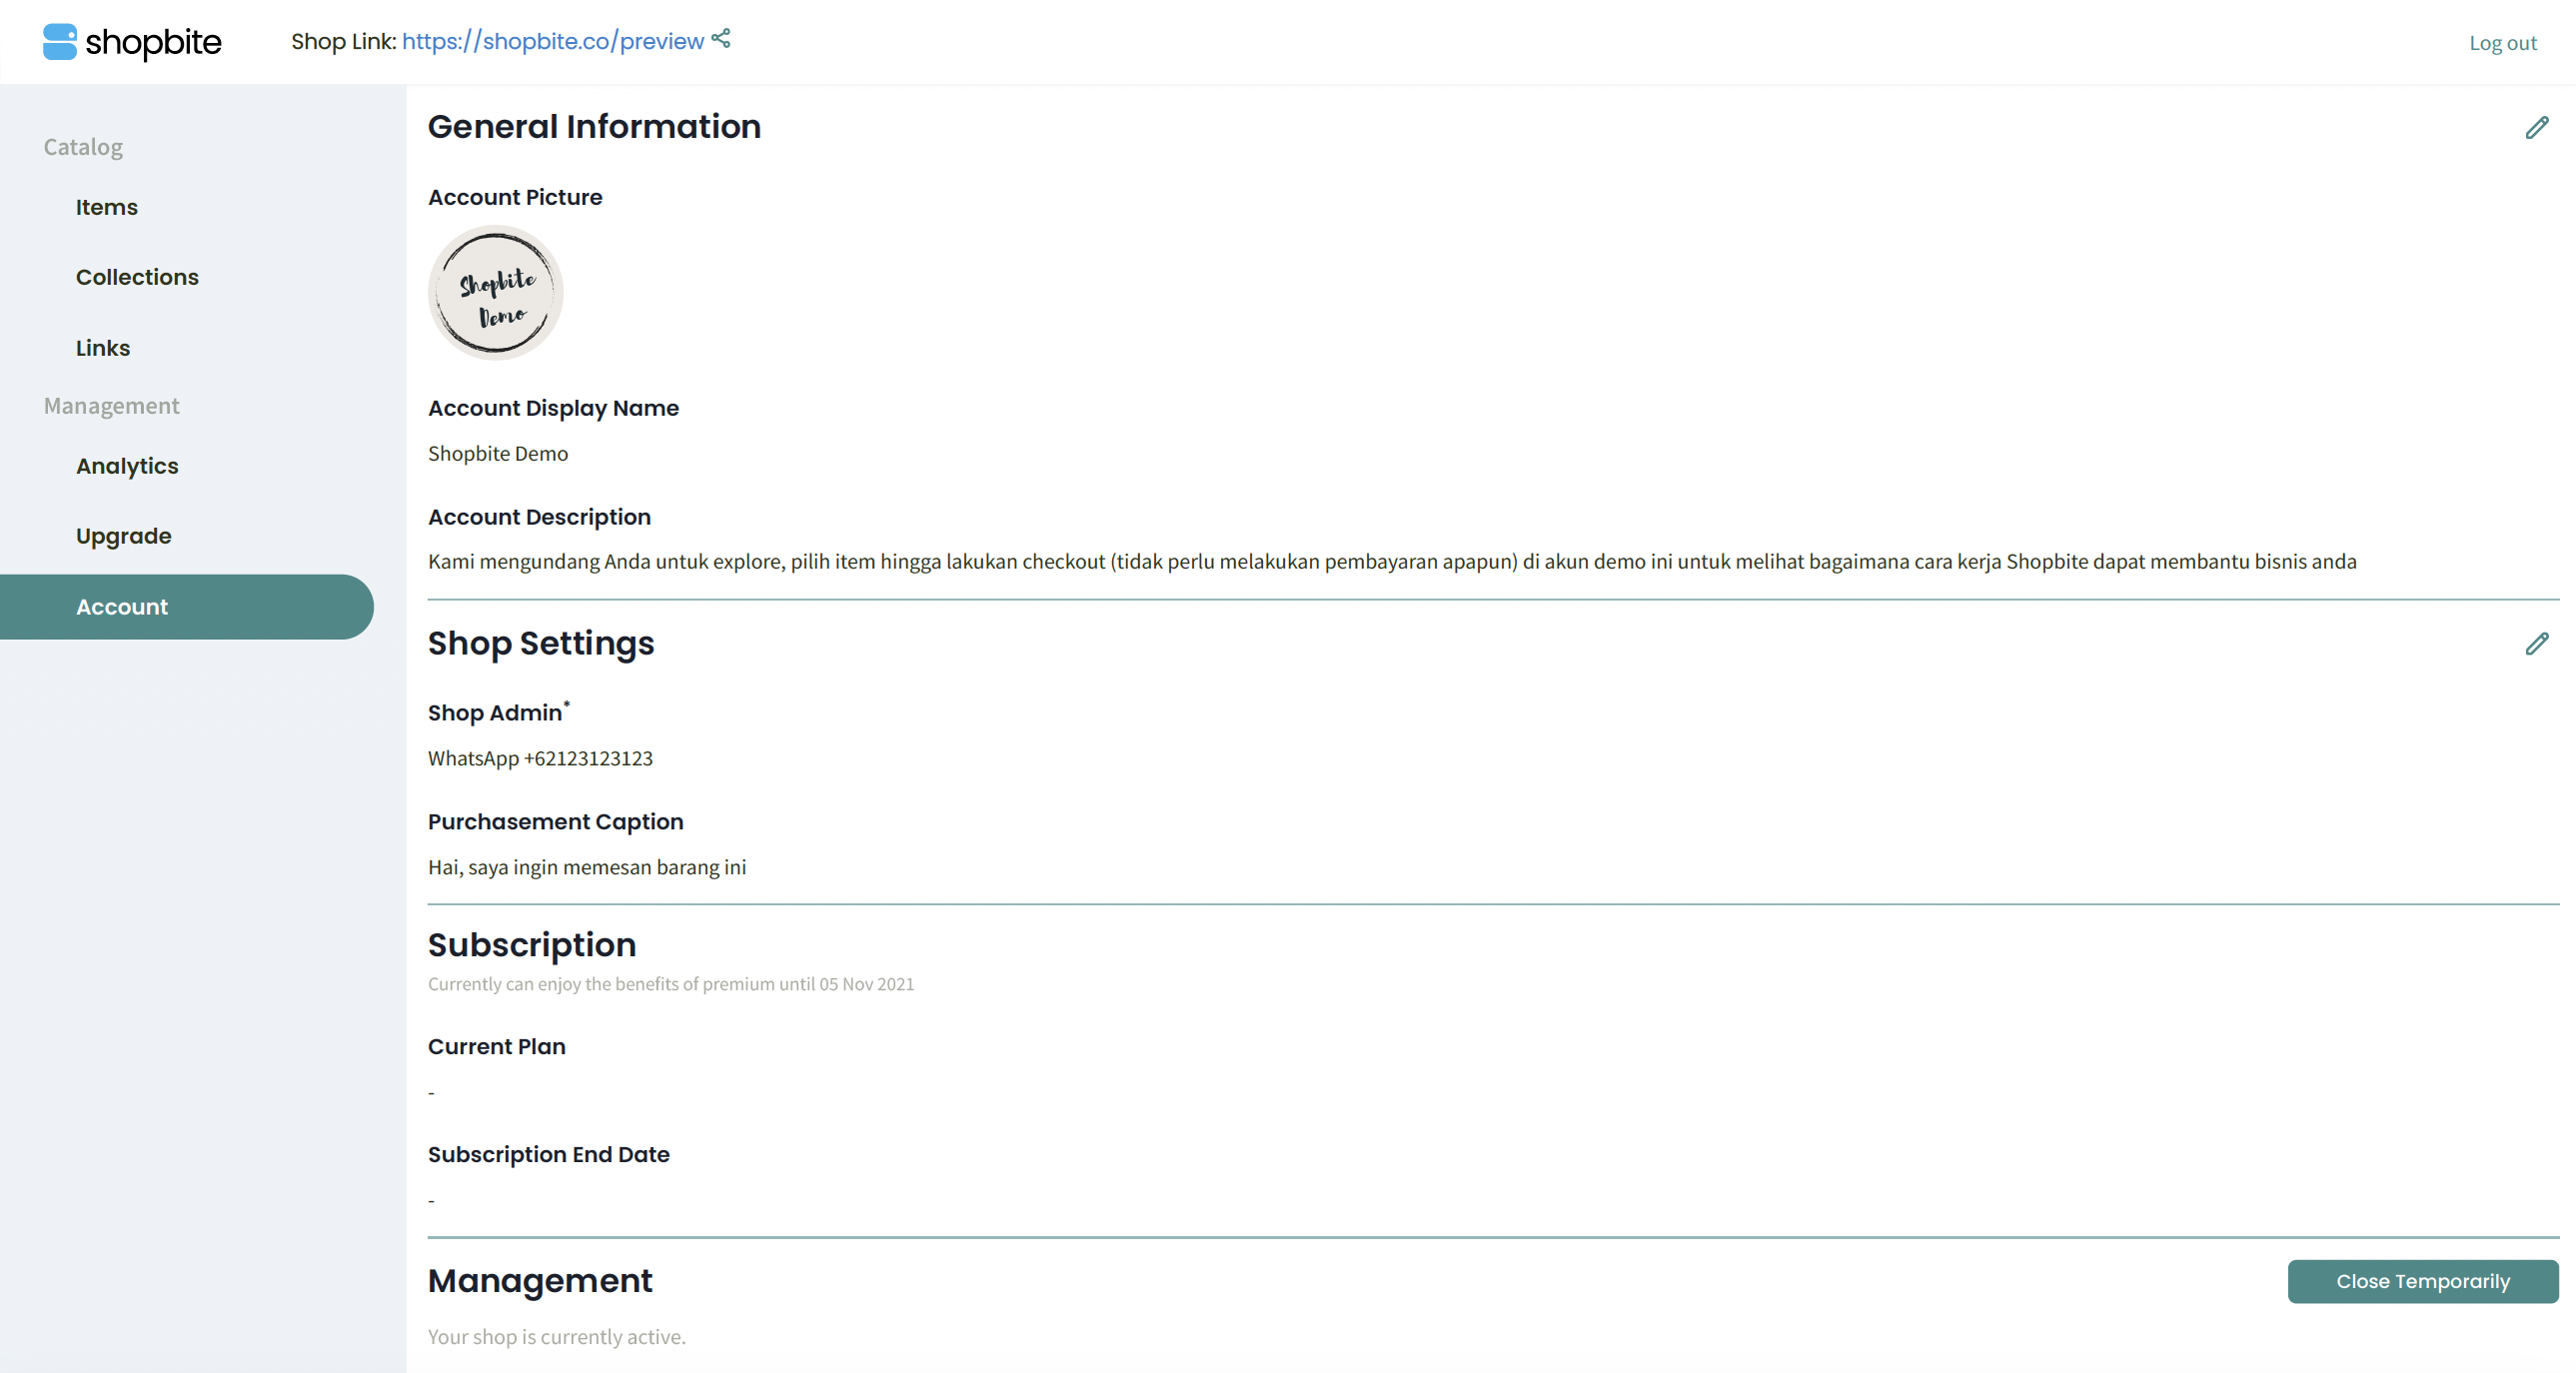 shopbite
Shop Link: https://shopbite.co/preview
Log out
Catalog
Items
Collections
Links
Management
Analytics
Upgrade
Account
General Information
Account Picture
Shopbite
Demo
Account Display Name
Shopbite Demo
Account Description
Kami mengundang Anda untuk explore, pilih item hingga lakukan checkout (tidak perlu melakukan pembayaran apapun) di akun demo ini untuk melihat bagaimana cara kerja Shopbite dapat membantu bisnis anda
Shop Settings
Shop Admin*
WhatsApp +62123123123
Purchasement Caption
Hai, saya ingin memesan barang ini
Subscription
Currently can enjoy the benefits of premium until 05 Nov 2021
Current Plan
-
Subscription End Date
-
Management
Close Temporarily
Your shop is currently active.